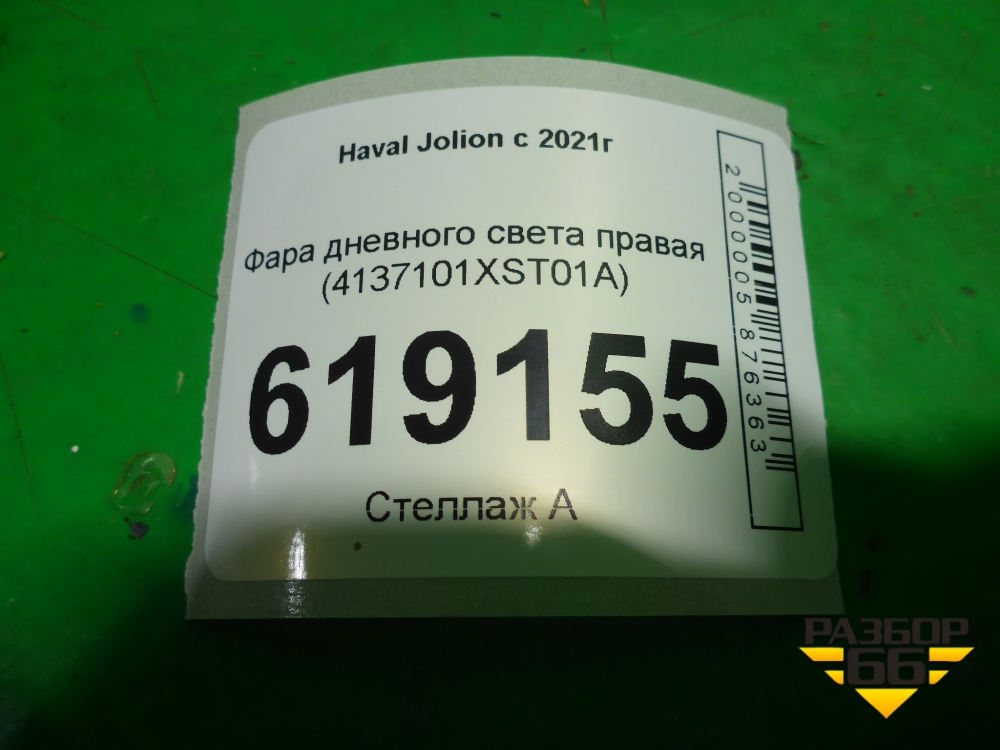 Haval Jolion с 2021г
Фара дневного света правая
(4137101XST01A)
619155
Стеллаж А
2000005876363
РАЗБОР
66